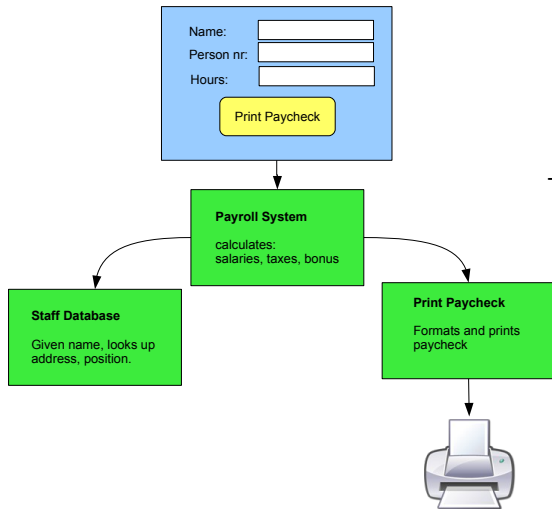 Name:
Person nr:
Hours:
Print Paycheck
Payroll System
calculates:
salaries, taxes, bonus
Staff Database
Given name, looks up
address, position.
Print Paycheck
Formats and prints
paycheck